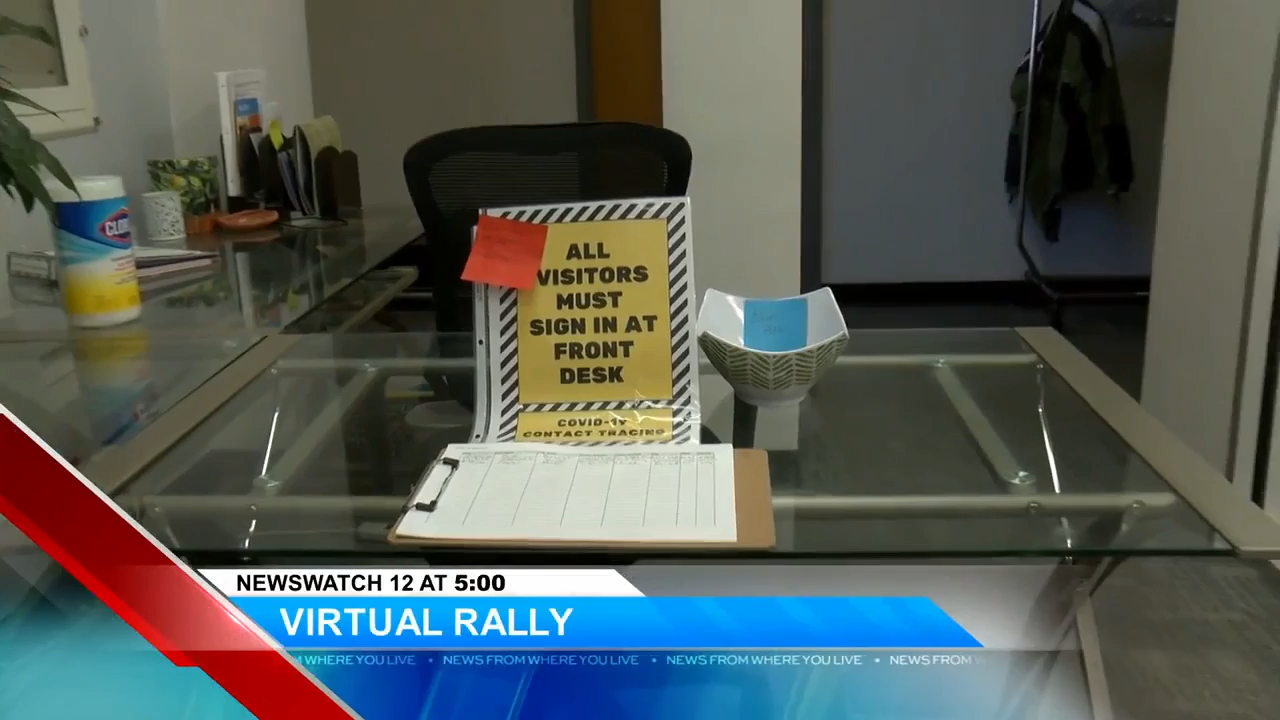 CLOR
ALL
VISITORS
MUST
SIGN IN AT
FRONT
DESK
COVID-19
CONTACT TRACING
NEWSWATCH 12 AT 5:00
VIRTUAL RALLY
M WHERE YOU LIVE • NEWS FROM WHERE YOU LIVE • NEWS FROM WHERE YOU LIVE • NEWS FROM W